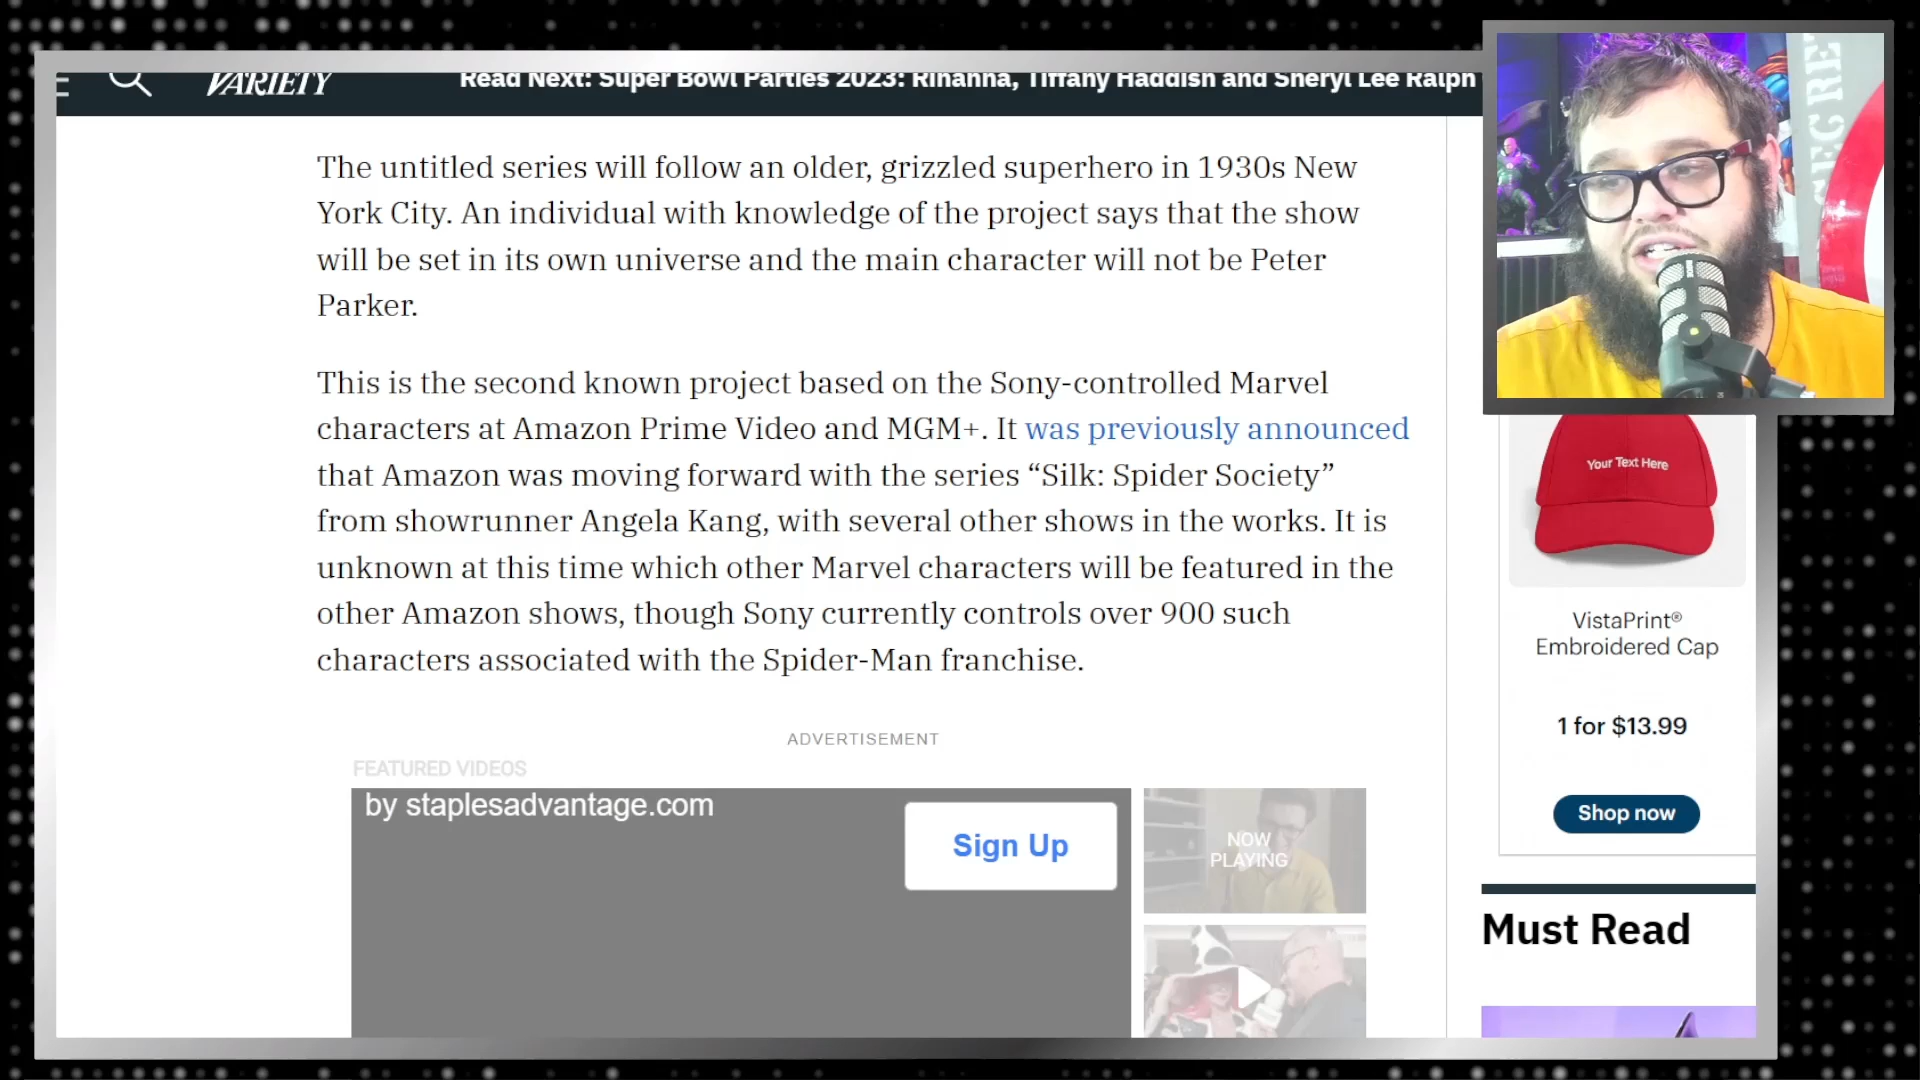 VARIETY
Read Next: Super Bowl Parties 2023: Rihanna, Tiffany Haddish and Sheryl Lee Ralph
The untitled series will follow an older, grizzled superhero in 1930s New
York City. An individual with knowledge of the project says that the show
will be set in its own universe and the main character will not be Peter
Parker.
This is the second known project based on the Sony-controlled Marvel
characters at Amazon Prime Video and MGM+. It was previously announced
that Amazon was moving forward with the series “Silk: Spider Society”
from showrunner Angela Kang, with several other shows in the works. It is
unknown at this time which other Marvel characters will be featured in the
other Amazon shows, though Sony currently controls over 900 such
characters associated with the Spider-Man franchise.
ADVERTISEMENT
FEATURED VIDEOS
by staplesadvantage.com
Sign Up
NOW
PLAYING
Your Text Here
VistaPrint®
Embroidered Cap
1 for $13.99
Shop now
Must Read